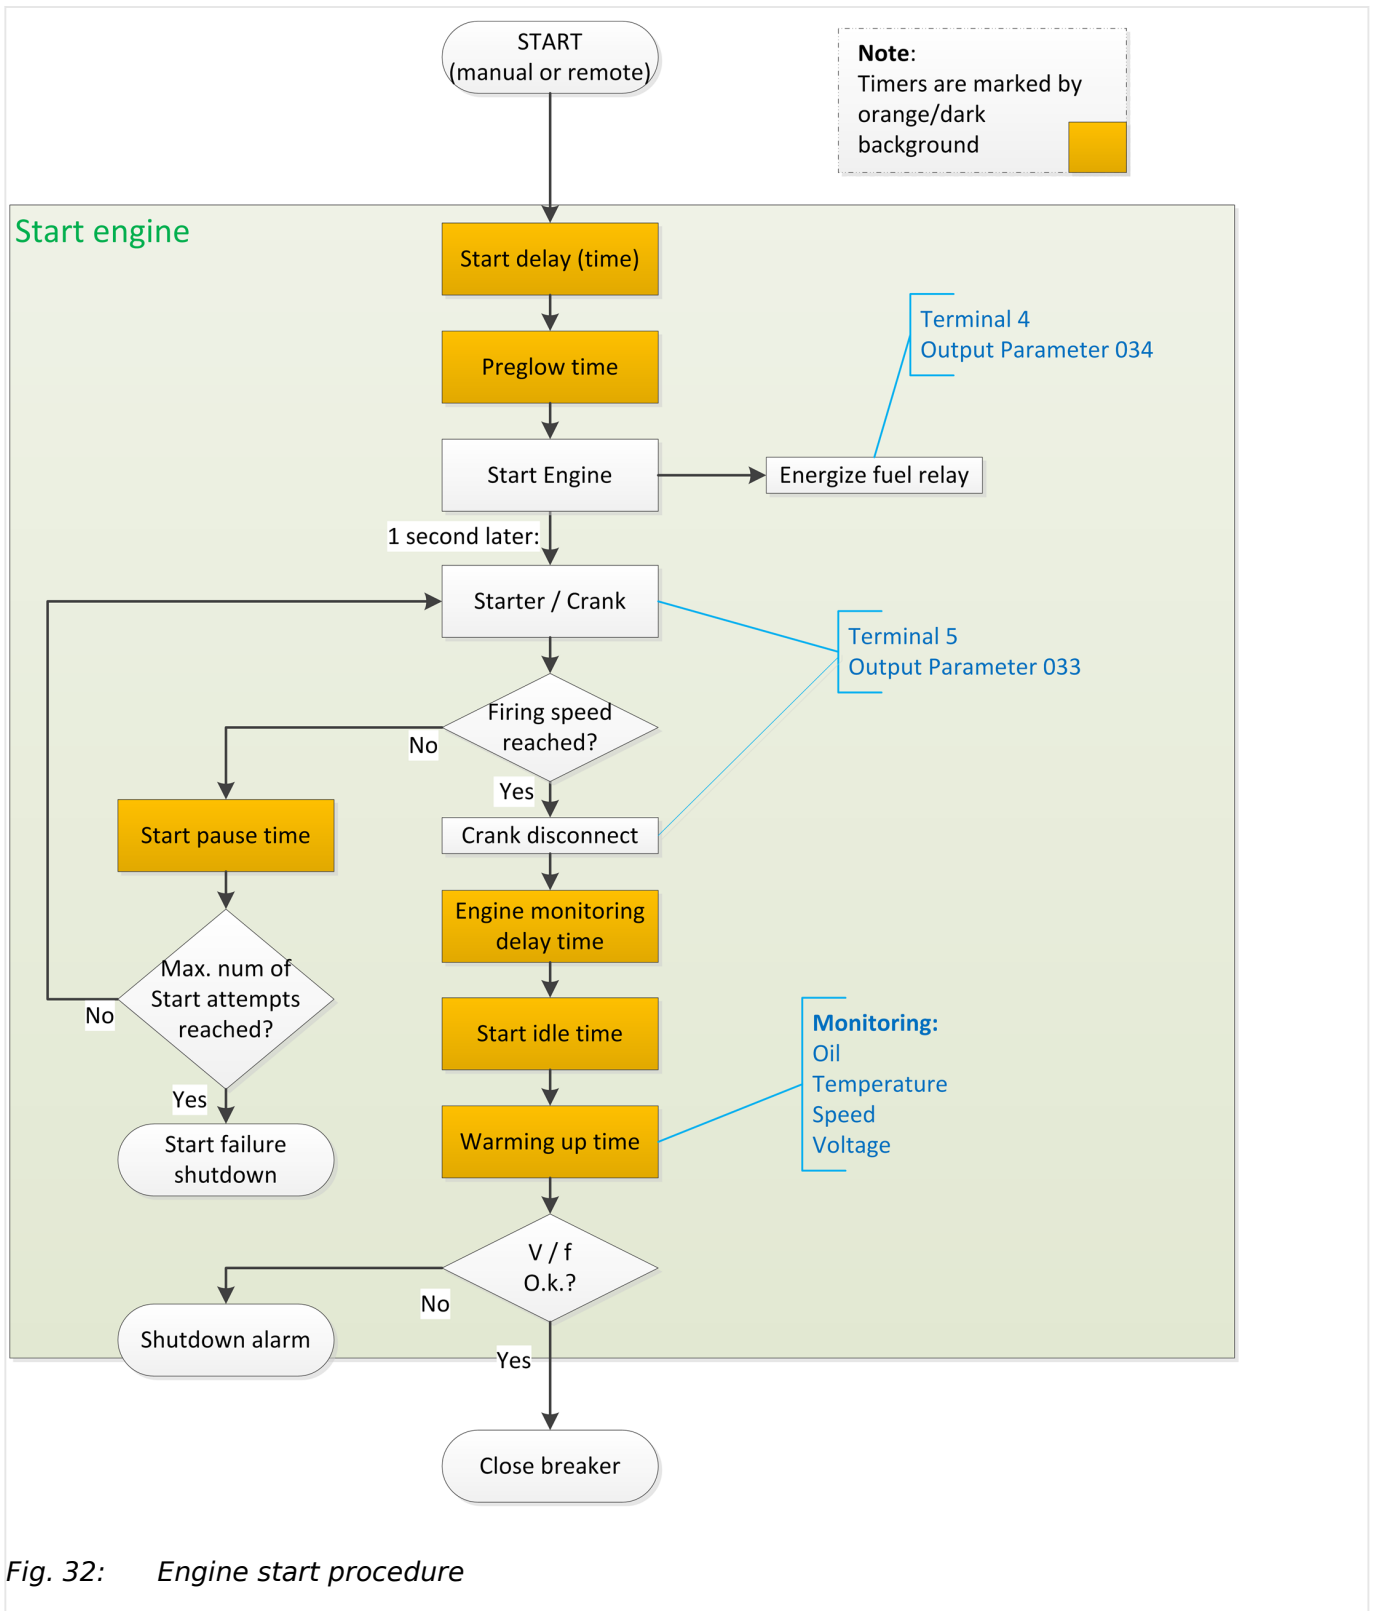 START
(manual or remote)
Note:
Timers are marked by
orange/dark
background
Start engine
Start delay (time)
Preglow time
Terminal 4
Output Parameter 034
Start Engine
Energize fuel relay
1 second later:
Starter / Crank
Terminal 5
Output Parameter 033
Firing speed
reached?
No
Yes
Start pause time
Crank disconnect
Engine monitoring
delay time
Max. num of
Start attempts
reached?
No
Yes
Start idle time
Monitoring:
Oil
Temperature
Speed
Voltage
Warming up time
Start failure
shutdown
V / f
O.k.?
No
Yes
Shutdown alarm
Close breaker
Fig. 32: Engine start procedure